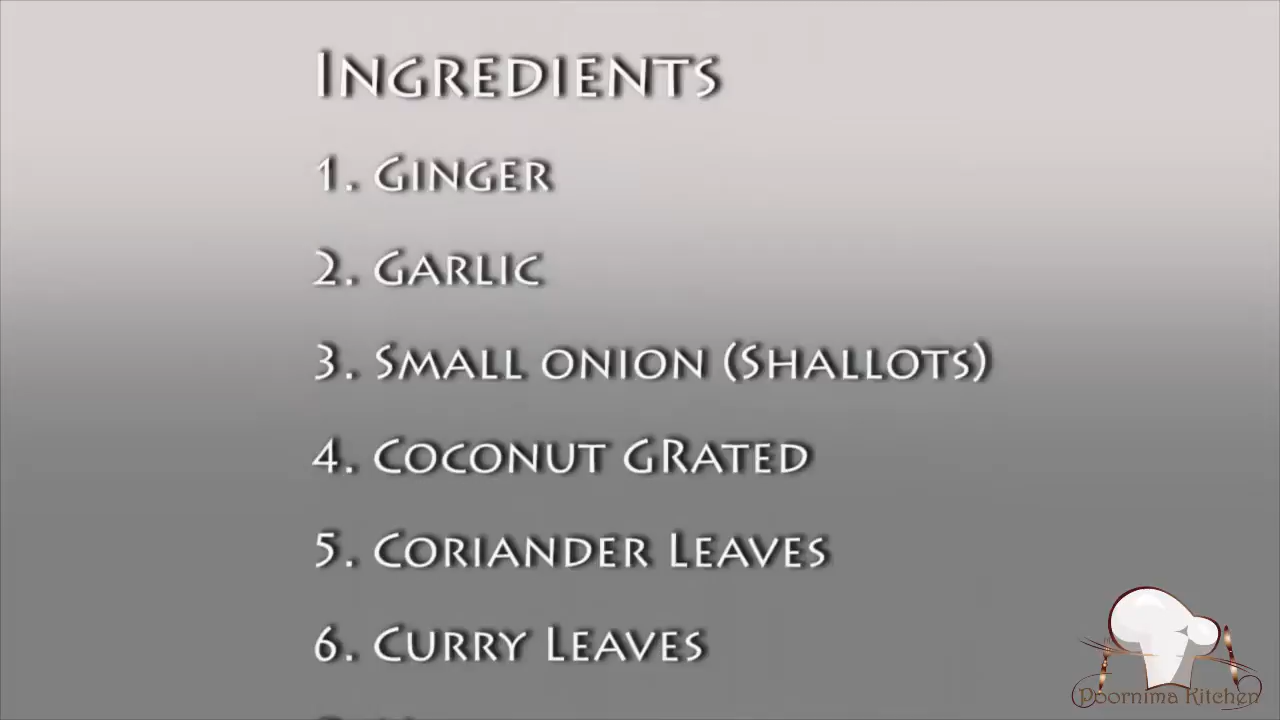 Ingredients
1. Ginger
2. Garlic
3. Small onion (Shallots)
4. Coconut GRated
5. Coriander Leaves
6. Curry Leaves
Poornima Kitchen